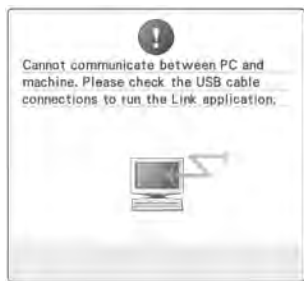 Cannot communicate between PC and
machine. Please check the USB cable
connections to run the Link application.